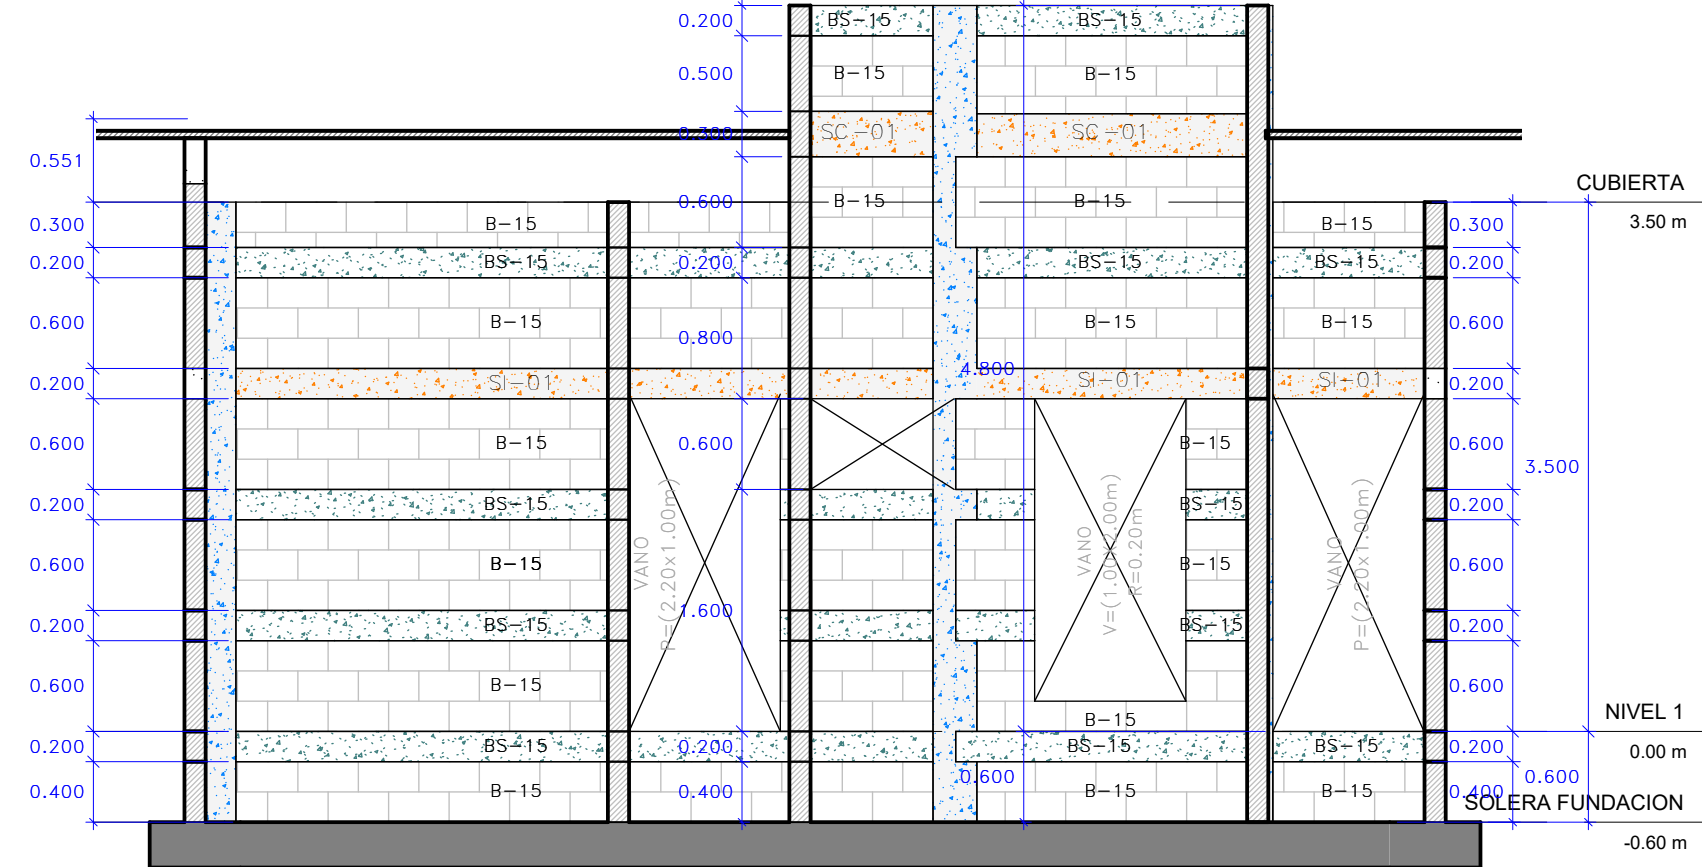 0.200
BS-15
BS-15
0.500
B-15
B-15
0.300
SC-01
SC-01
0.551
CUBIERTA
0.600
B-15
B-15
0.300
B-15
B-15
0.300
3.50 m
0.200
BS-15
0.200
BS-15
BS-15
0.200
0.600
B-15
0.800
B-15
B-15
0.600
4.800
0.200
SI-01
SI-01
SI-01
0.200
0.600
B-15
0.600
B-15
0.600
3.500
0.200
BS-15
BS-15
0.200
VANO
P=(2.20x1.00m)
VANO
V=(1.00X2.00m)
R=0.20m
VANO
P=(2.20x1.00m)
0.600
B-15
B-15
0.600
1.600
0.200
BS-15
BS-15
0.200
0.600
B-15
0.600
B-15
NIVEL 1
0.200
BS-15
0.200
BS-15
BS-15
0.200
0.00 m
0.600
0.600
0.400
B-15
0.400
B-15
B-15
0.400
SOLERA FUNDACION
-0.60 m